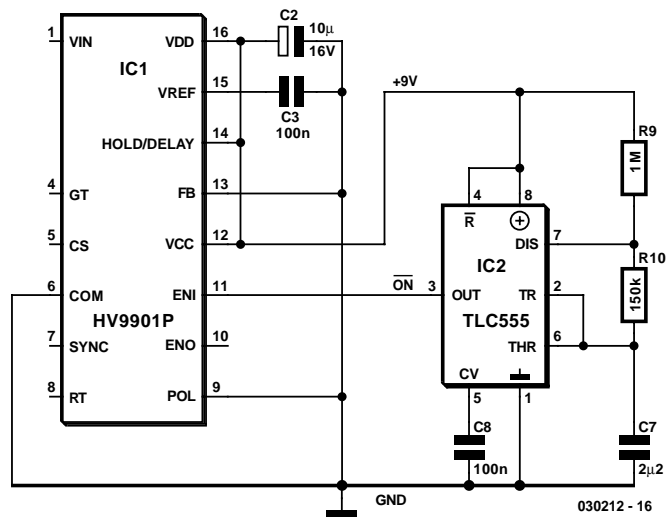 C2
10μ
16V
1
VIN
VDD
16
IC1
15
VREF
C3
100n
+9V
14
HOLD/DELAY
R9
1M
4
GT
FB
13
4
8
R
5
CS
VCC
12
DIS
7
IC2
R10
150k
6
COM
ENI
11
ON
3
OUT
TR
2
HV9901P
TLC555
7
SYNC
ENO
10
THR
6
CV
8
RT
POL
9
5
1
C8
100n
C7
2μ2
GND
030212 - 16